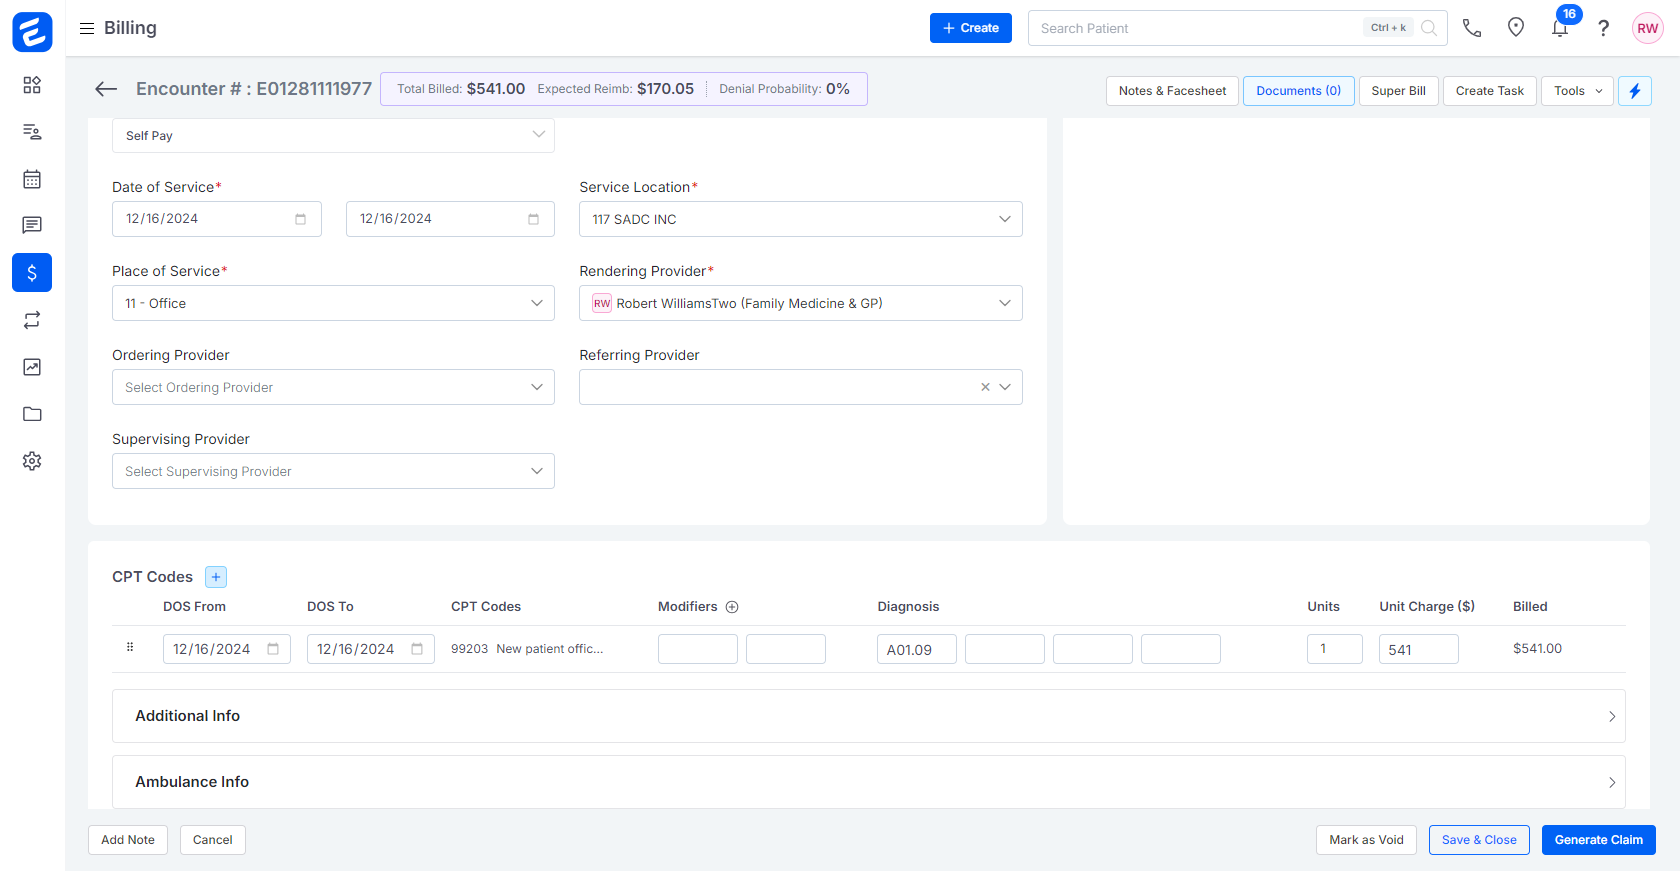 Billing
Create
Search Patient
Ctrl + k
16
?
RW
Encounter # : E01281111977
Total Billed: $541.00 Expected Reimb: $170.05 Denial Probability: 0%
Notes & Facesheet
Documents (0)
Super Bill
Create Task
Tools
Self Pay
Date of Service*
Service Location*
12/16/2024
12/16/2024
117 SADC INC
Place of Service*
Rendering Provider*
11 - Office
RW Robert WilliamsTwo (Family Medicine & GP)
Ordering Provider
Referring Provider
Select Ordering Provider
Supervising Provider
Select Supervising Provider
CPT Codes +
DOS From DOS To CPT Codes Modifiers Diagnosis Units Unit Charge ($) Billed
12/16/2024 12/16/2024 99203 New patient offic... A01.09 1 541 $541.00
Additional Info
Ambulance Info
Add Note
Cancel
Mark as Void
Save & Close
Generate Claim